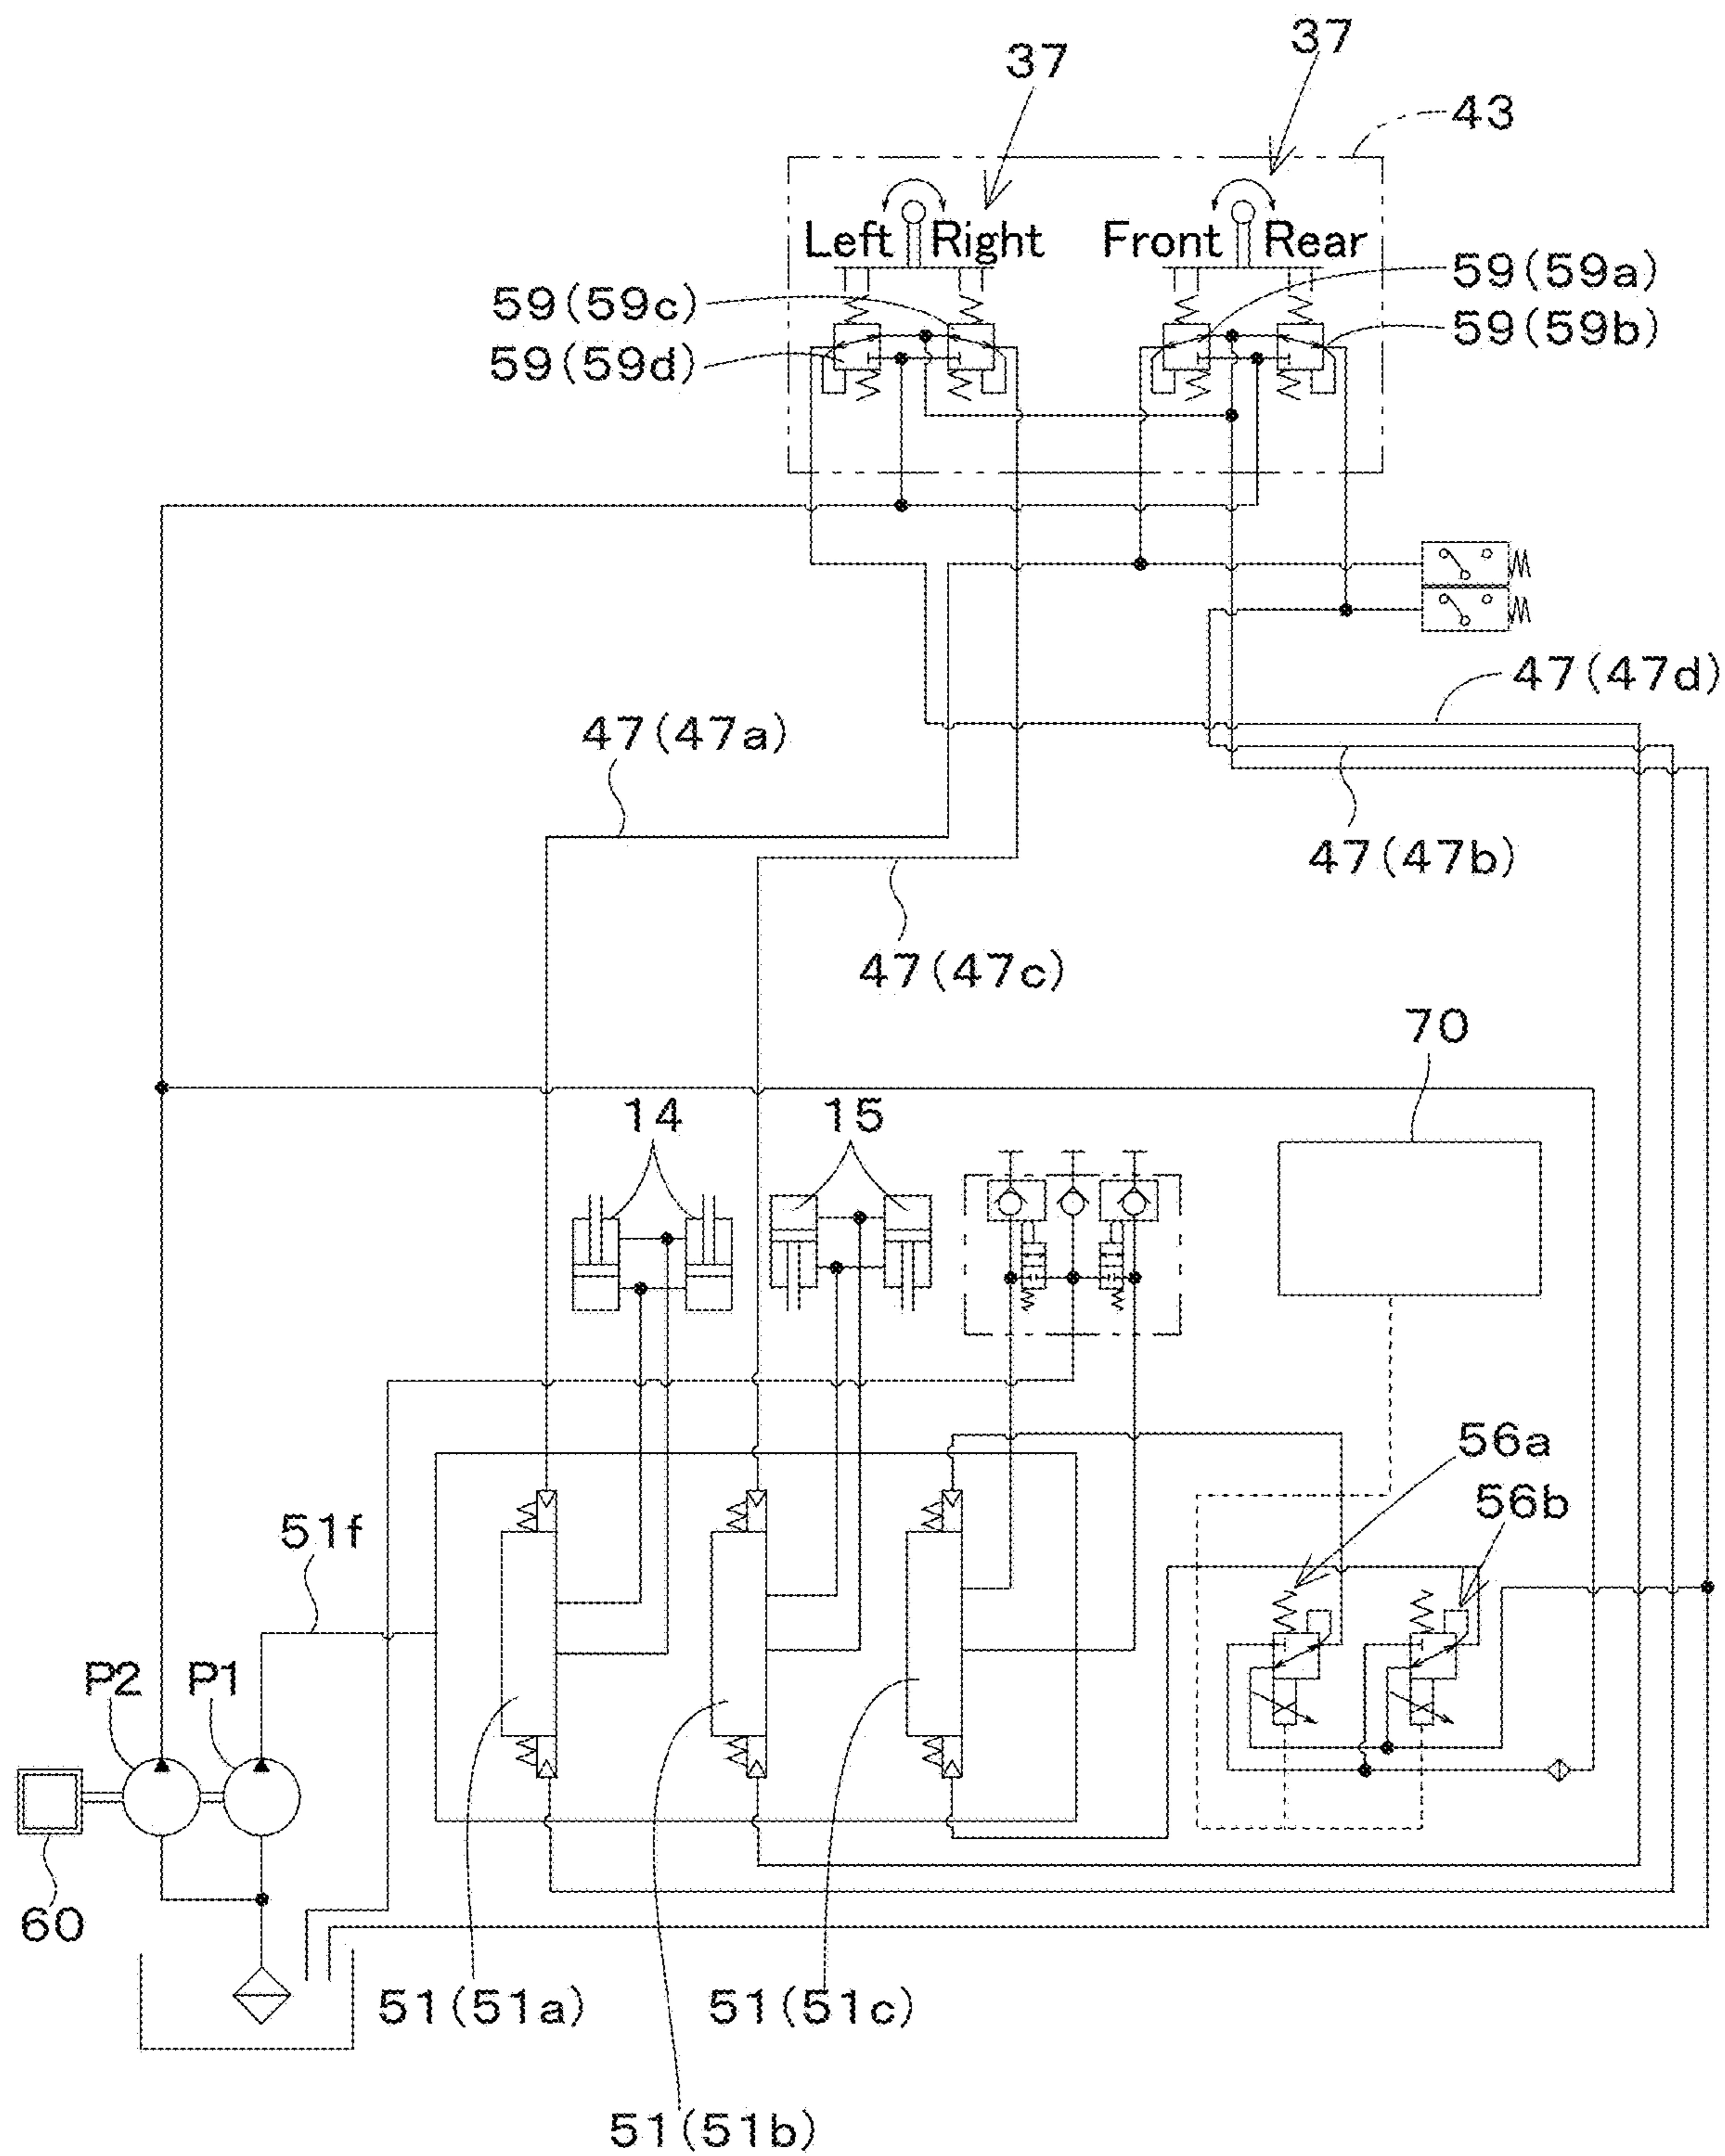 37
37
43
Left Right
Front Rear
59(59a)
59(59c)
59(59b)
59(59d)
47(47d)
47(47a)
47(47b)
47(47c)
70
14
15
56a
56b
51f
P2
P1
60
51(51a)
51(51c)
51(51b)